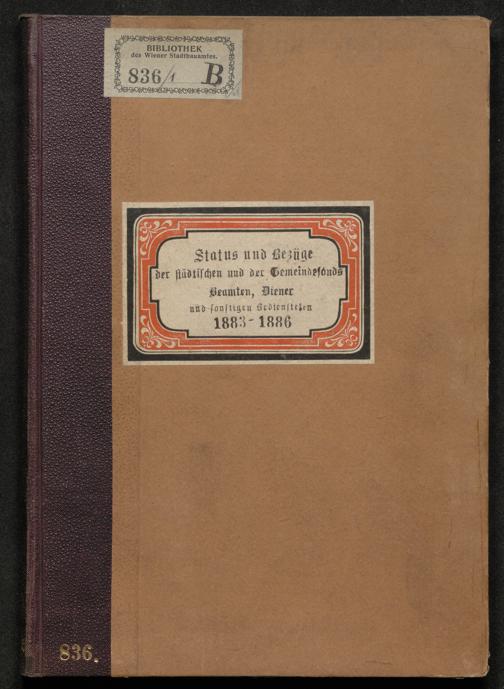 BIBLIOTHEK
des Wiener Stadtbauamtes.
836/1 B
Status und Bezüge
der städtischen und der Gemeindefonds
Beamten, Diener
und sonstigen Bediensteten
1883-1886
836.